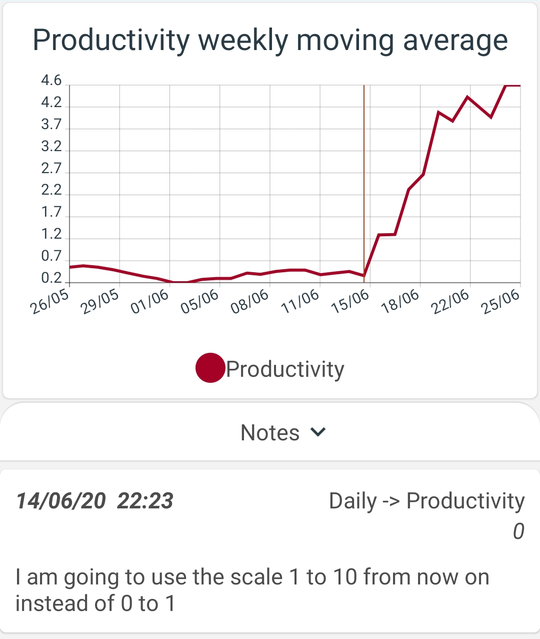 Productivity weekly moving average
4.6
4.2
3.7
3.2
2.7
2.2
1.7
1.2
0.7
0.2
26/05 29/05 01/06 05/06 08/06 11/06 15/06 18/06 22/06 25/06
Productivity
Notes
14/06/20 22:23 Daily -> Productivity
0
I am going to use the scale 1 to 10 from now on
instead of 0 to 1